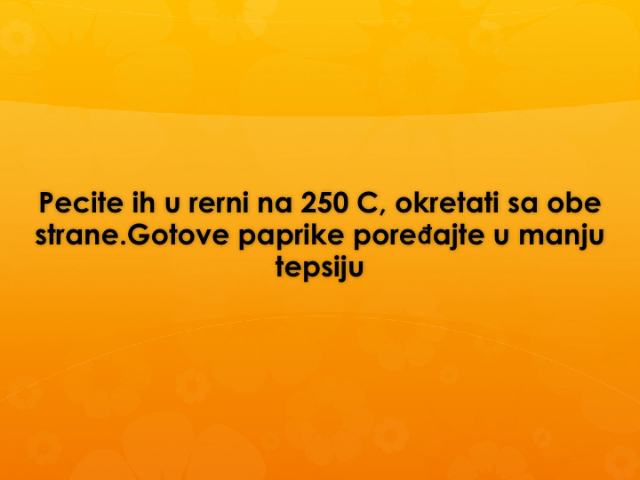 Pecite ih u rerni na 250 C, okretati sa obe
strane.Gotove paprike poređajte u manju
tepsiju